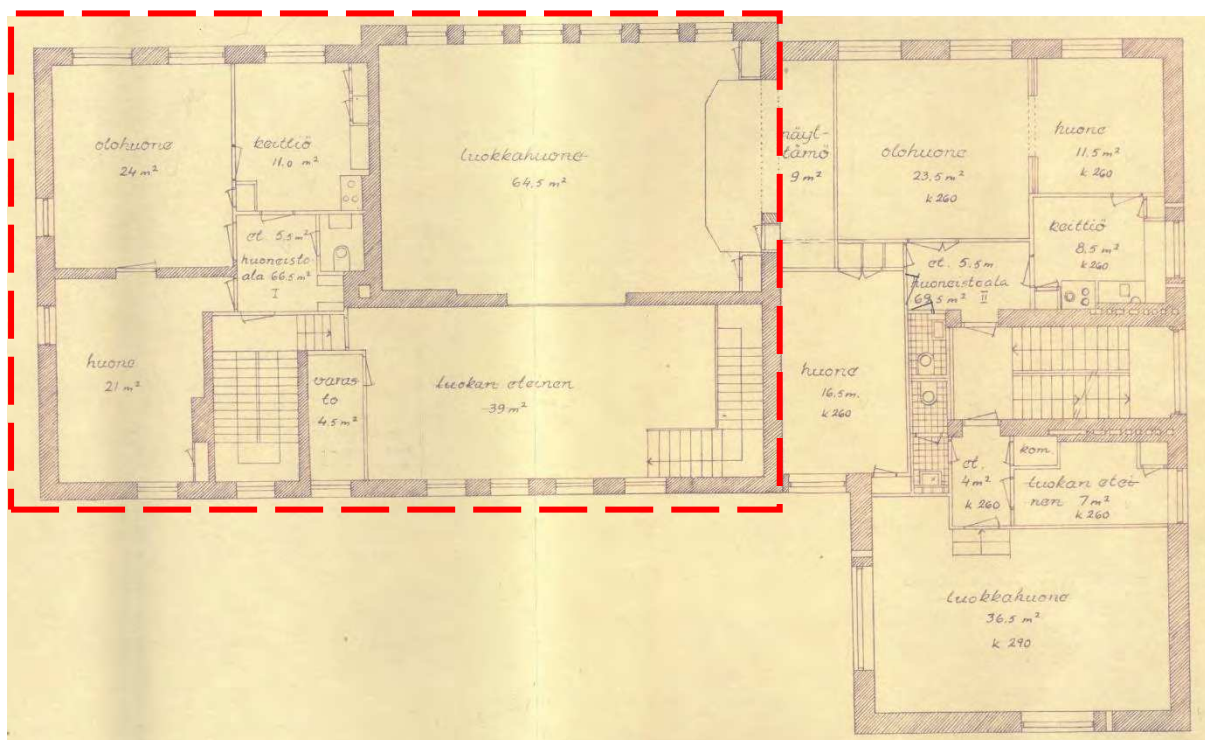 olohuone
24 m²
keittiö
11.0 m²
et. 5.5 m²
huoneisto-
ala 66.5 m²
I
huone
21 m²
varas-
to
4.5 m²
luokkahuone
64.5 m²
luokan eteinen
39 m²
näyt-
tämö
9 m²
olohuone
23.5 m²
k 260
huone
11.5 m²
k 260
keittiö
8.5 m²
k 260
et. 5.5 m.
huoneistoala
69.5 m² II
huone
16.5 m.
k 260
et.
4 m²
k 260
kom.
luokan etei-
nen 7 m²
k 260
luokkahuone
36.5 m²
k 290